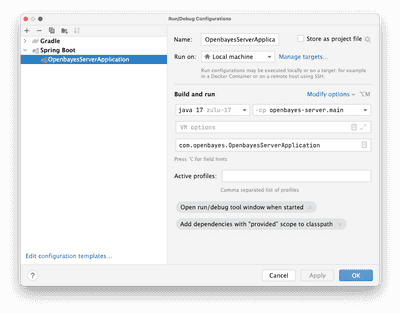 Run/Debug Configurations
Gradle
Spring Boot
OpenbayesServerApplication
Name: OpenbayesServerApplica
Store as project file
Run on: Local machine
Manage targets...
Run configurations may be executed locally or on a target: for example
in a Docker Container or on a remote host using SSH.
Build and run
Modify options ⌥M
java 17 zulu-17
-cp openbayes-server.main
VM options
com.openbayes.OpenbayesServerApplication
Press ⌥ for field hints
Active profiles:
Comma separated list of profiles
Open run/debug tool window when started ×
Add dependencies with "provided" scope to classpath ×
Edit configuration templates...
? Cancel Apply OK